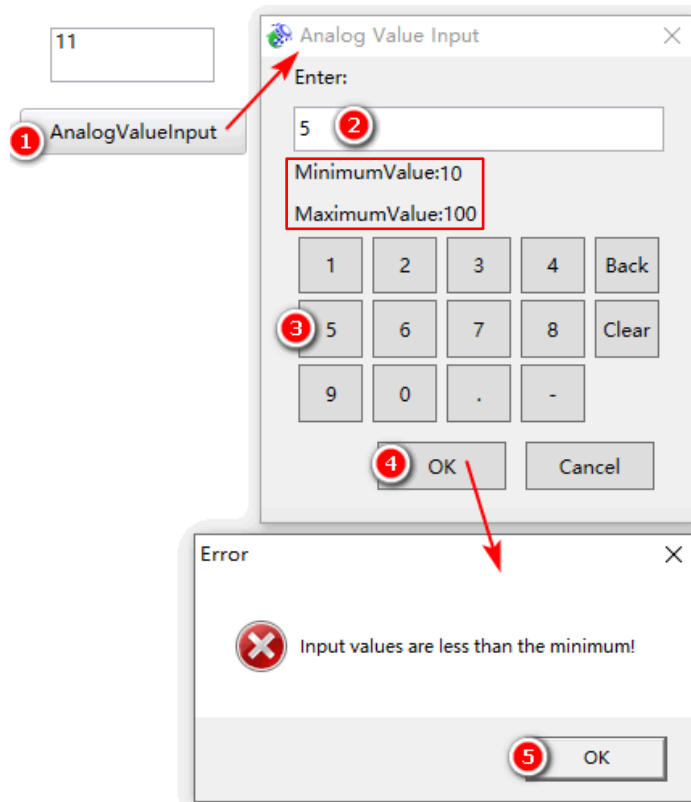 11
Analog Value Input
Enter:
1 AnalogValueInput
5 2
MinimumValue:10
MaximumValue:100
1 2 3 4 Back
3 5 6 7 8 Clear
9 0 . -
4 OK Cancel
Error
Input values are less than the minimum!
5 OK